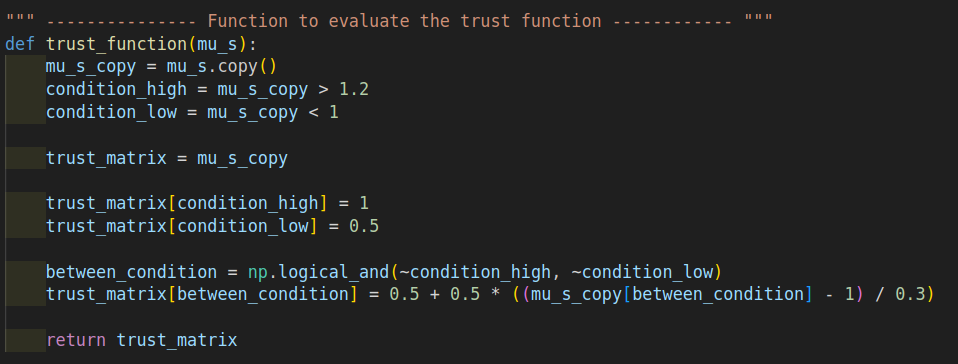 """ --------------- Function to evaluate the trust function ------------ """
def trust_function(mu_s):
    mu_s_copy = mu_s.copy()
    condition_high = mu_s_copy > 1.2
    condition_low = mu_s_copy < 1

    trust_matrix = mu_s_copy

    trust_matrix[condition_high] = 1
    trust_matrix[condition_low] = 0.5

    between_condition = np.logical_and(~condition_high, ~condition_low)
    trust_matrix[between_condition] = 0.5 + 0.5 * ((mu_s_copy[between_condition] - 1) / 0.3)

    return trust_matrix